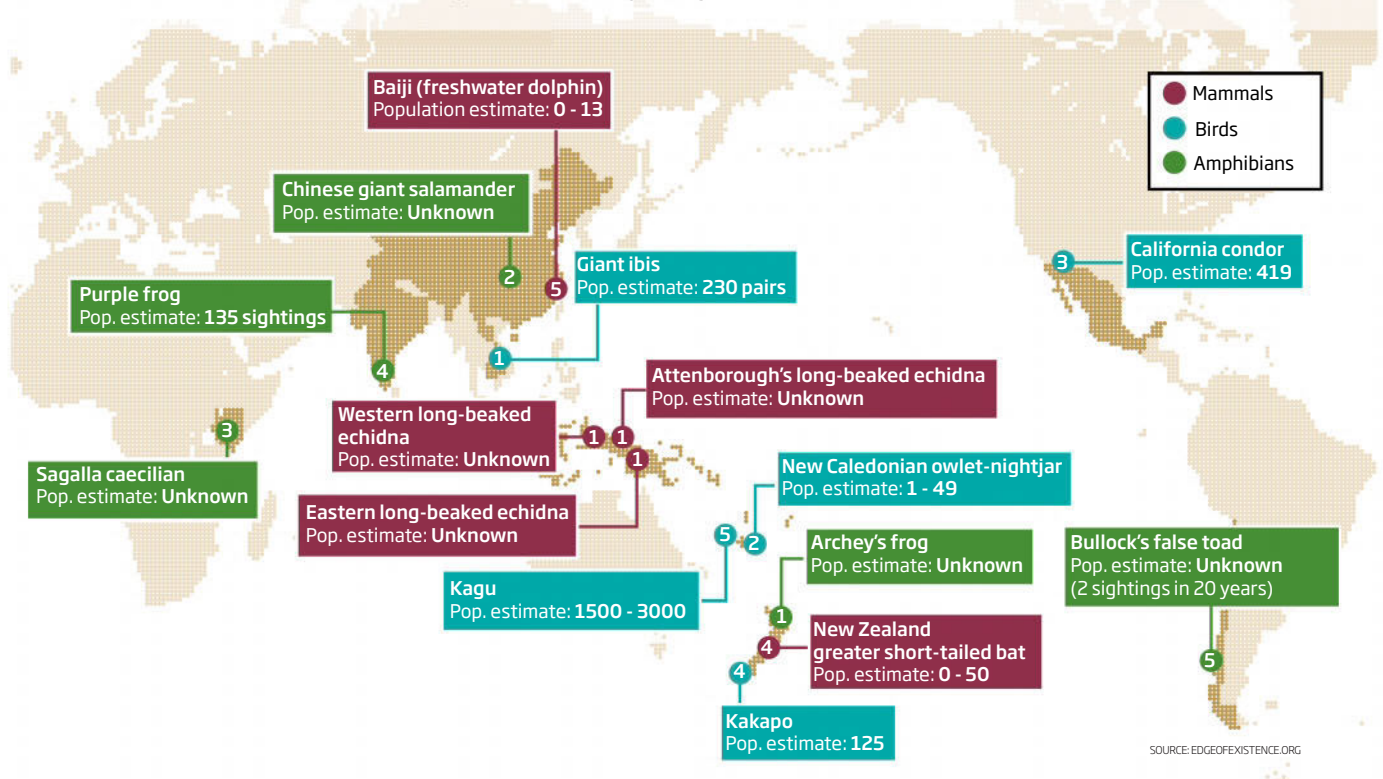 Baiji (freshwater dolphin)
Population estimate: 0 - 13
Mammals
Birds
Amphibians
Chinese giant salamander
Pop. estimate: Unknown
2
5
Giant ibis
Pop. estimate: 230 pairs
3
California condor
Pop. estimate: 419
Purple frog
Pop. estimate: 135 sightings
4
1
Attenborough's long-beaked echidna
Pop. estimate: Unknown
Western long-beaked
echidna
Pop. estimate: Unknown
1
1
1
3
Sagalla caecilian
Pop. estimate: Unknown
Eastern long-beaked echidna
Pop. estimate: Unknown
New Caledonian owlet-nightjar
Pop. estimate: 1 - 49
5
2
Kagu
Pop. estimate: 1500 - 3000
Archey's frog
Pop. estimate: Unknown
1
Bullock's false toad
Pop. estimate: Unknown
(2 sightings in 20 years)
5
4
New Zealand
greater short-tailed bat
Pop. estimate: 0 - 50
4
Kakapo
Pop. estimate: 125
SOURCE: EDGEOFEXISTENCE.ORG